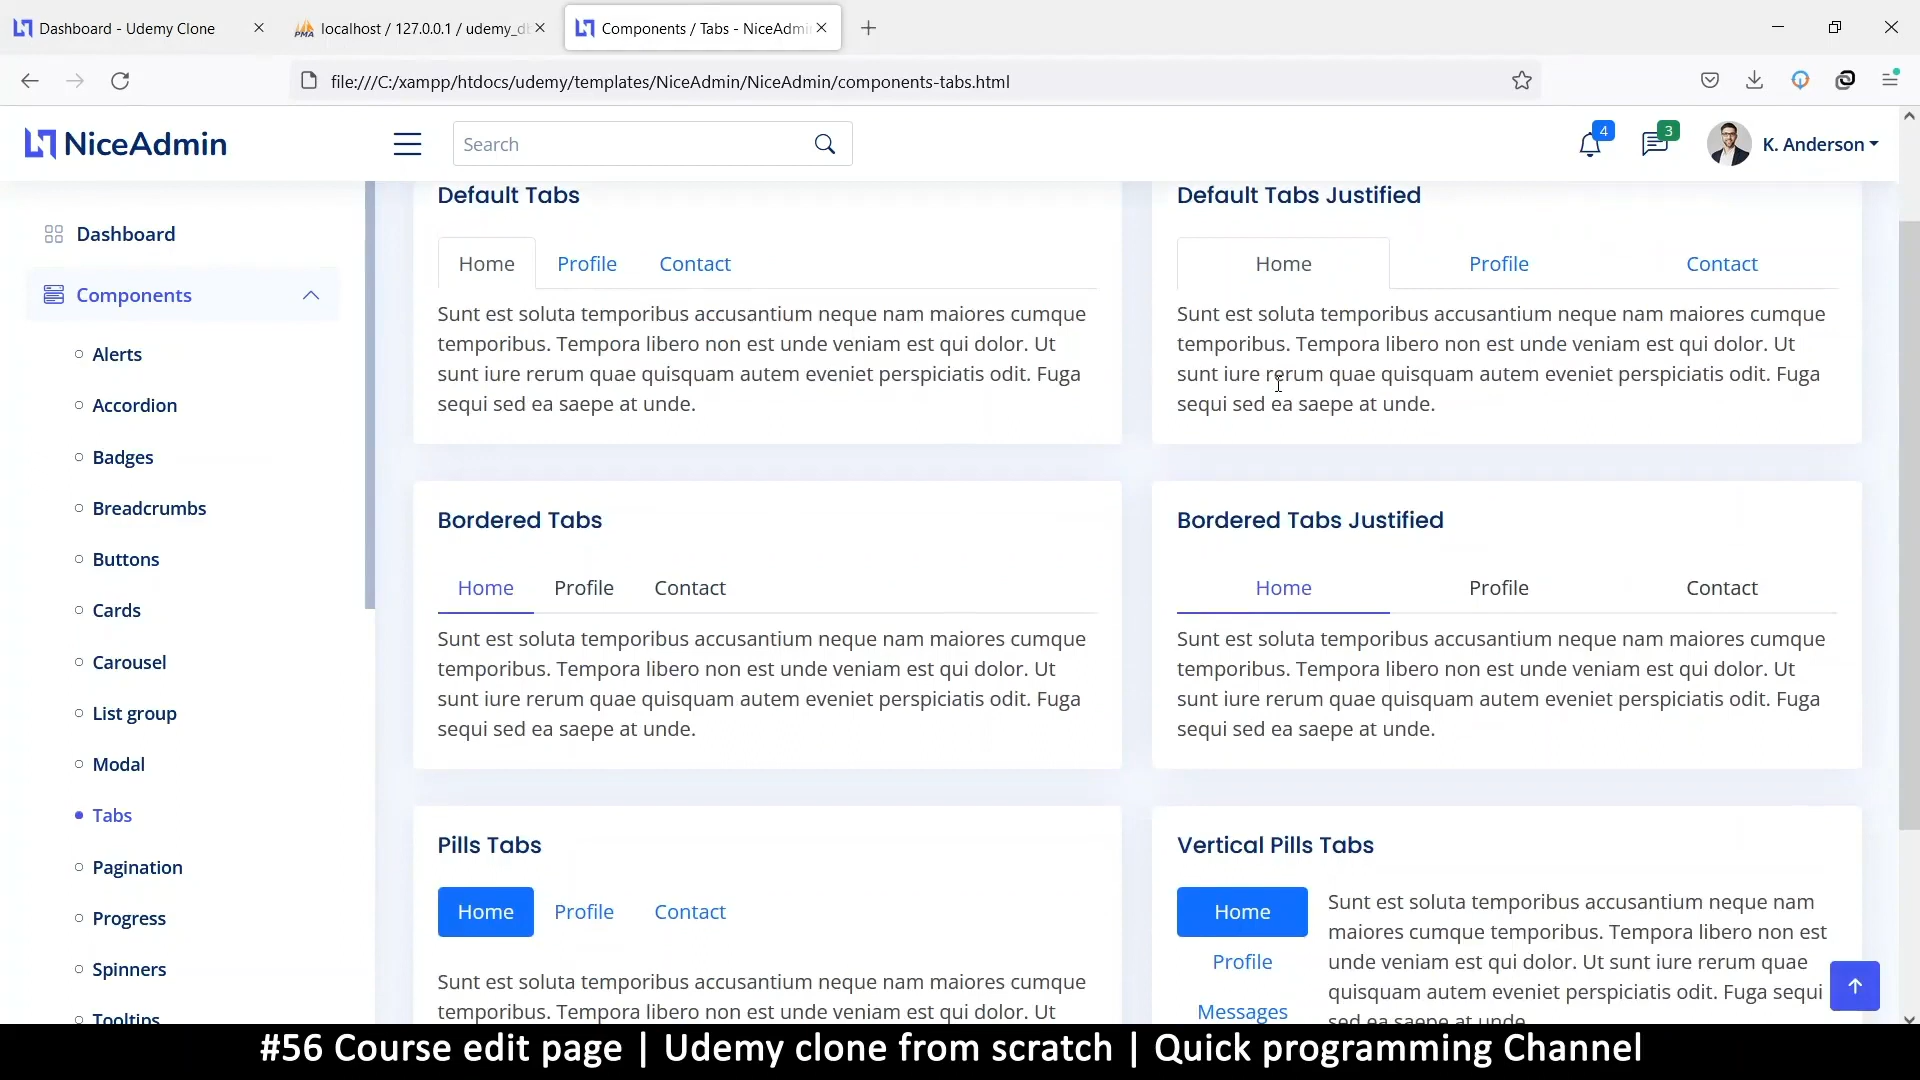 Dashboard - Udemy Clone
localhost / 127.0.0.1 / udemy_d
Components / Tabs - NiceAdmi
file:///C:/xampp/htdocs/udemy/templates/NiceAdmin/NiceAdmin/components-tabs.html
NiceAdmin
Search
4
3
K. Anderson
Dashboard
Components
Alerts
Accordion
Badges
Breadcrumbs
Buttons
Cards
Carousel
List group
Modal
Tabs
Pagination
Progress
Spinners
Tooltips
Default Tabs
Home Profile Contact
Sunt est soluta temporibus accusantium neque nam maiores cumque
temporibus. Tempora libero non est unde veniam est qui dolor. Ut
sunt iure rerum quae quisquam autem eveniet perspiciatis odit. Fuga
sequi sed ea saepe at unde.
Default Tabs Justified
Home Profile Contact
Sunt est soluta temporibus accusantium neque nam maiores cumque
temporibus. Tempora libero non est unde veniam est qui dolor. Ut
sunt iure rerum quae quisquam autem eveniet perspiciatis odit. Fuga
sequi sed ea saepe at unde.
Bordered Tabs
Home Profile Contact
Sunt est soluta temporibus accusantium neque nam maiores cumque
temporibus. Tempora libero non est unde veniam est qui dolor. Ut
sunt iure rerum quae quisquam autem eveniet perspiciatis odit. Fuga
sequi sed ea saepe at unde.
Bordered Tabs Justified
Home Profile Contact
Sunt est soluta temporibus accusantium neque nam maiores cumque
temporibus. Tempora libero non est unde veniam est qui dolor. Ut
sunt iure rerum quae quisquam autem eveniet perspiciatis odit. Fuga
sequi sed ea saepe at unde.
Pills Tabs
Home Profile Contact
Sunt est soluta temporibus accusantium neque nam maiores cumque
temporibus. Tempora libero non est unde veniam est qui dolor. Ut
Vertical Pills Tabs
Home
Profile
Messages
Sunt est soluta temporibus accusantium neque nam
maiores cumque temporibus. Tempora libero non est
unde veniam est qui dolor. Ut sunt iure rerum quae
quisquam autem eveniet perspiciatis odit. Fuga sequi
sed ea saepe at unde.
#56 Course edit page | Udemy clone from scratch | Quick programming Channel